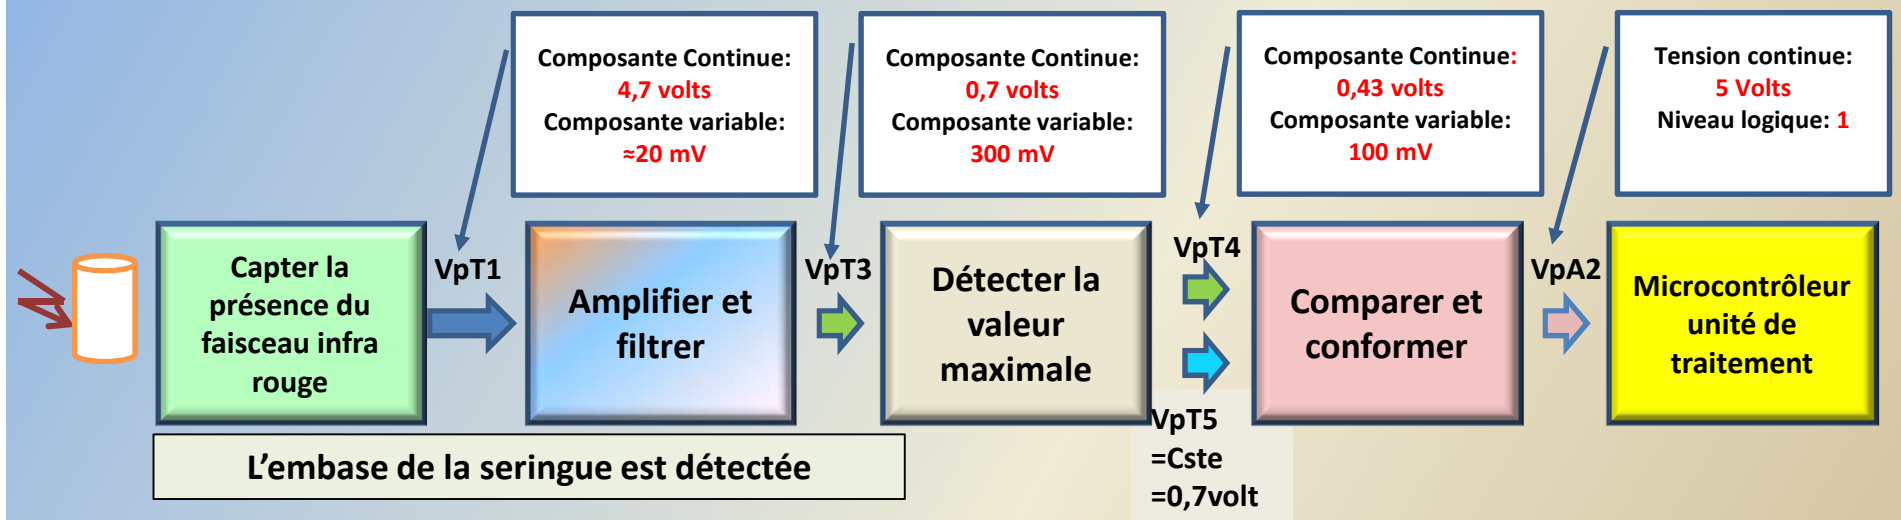 Composante Continue:
4,7 volts
Composante variable:
≈20 mV
Composante Continue:
0,7 volts
Composante variable:
300 mV
Composante Continue:
0,43 volts
Composante variable:
100 mV
Tension continue:
5 Volts
Niveau logique: 1
Capter la
présence du
faisceau infra
rouge
VpT1
Amplifier et
filtrer
VpT3
Détecter la
valeur
maximale
VpT4
VpT5
=Cste
=0,7volt
Comparer et
conformer
VpA2
Microcontrôleur
unité de
traitement
L'embase de la seringue est détectée